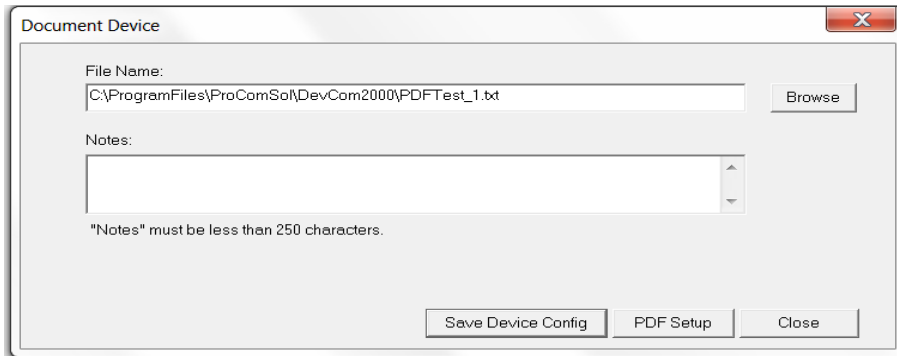 Document Device
File Name:
C:\ProgramFiles\ProComSol\DevCom2000\PDFTest_1.txt
Browse
Notes:
"Notes" must be less than 250 characters.
Save Device Config PDF Setup Close